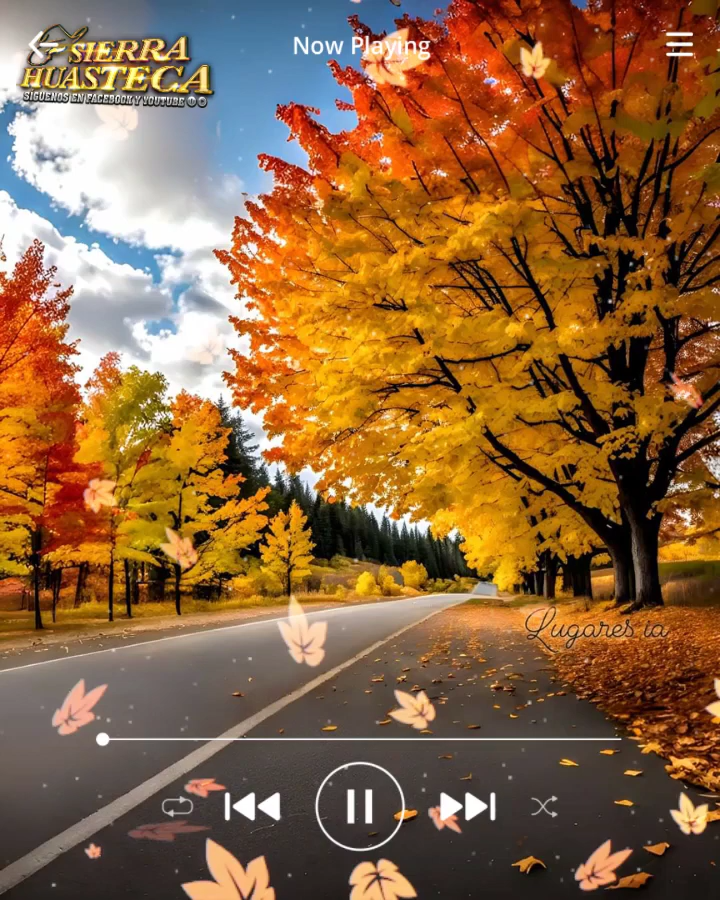 Now Playing
SIERRA
HUASTECA
SIGUENOS EN FACEBOOK Y YOUTUBE
Lugares ia